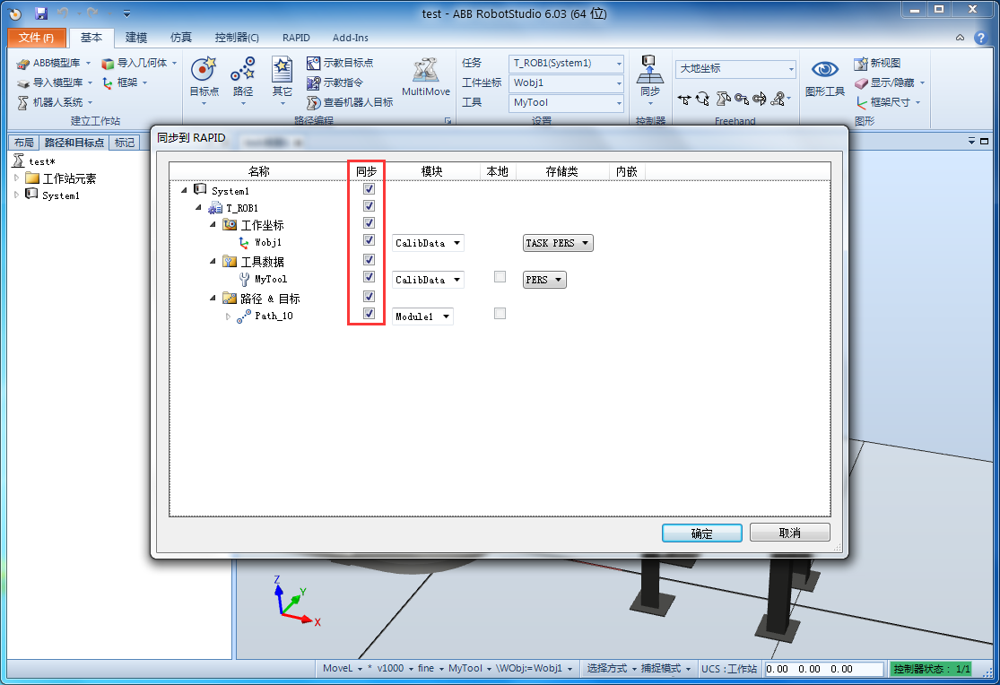 test - ABB RobotStudio 6.03 (64 位)
文件(F) 基本 建模 仿真 控制器(C) RAPID Add-Ins
ABB模型库 导入几何体
导入模型库 框架
机器人系统
建立工作站
目标点 路径 其它
示教目标点
示教指令
查看机器人目标
路径编程
MultiMove
任务 T_ROB1(System1)
工件坐标 Wobj1
工具 MyTool
设置
同步
控制器
大地坐标
Freehand
图形工具
新视图
显示/隐藏
框架尺寸
图形
布局 路径和目标点 标记
test*
工作站元素
System1
同步到 RAPID
名称 同步 模块 本地 存储类 内嵌
System1
T_ROB1
工作坐标
Wobj1 CalibData TASK PERS
工具数据
MyTool CalibData PERS
路径 & 目标
Path_10 Module1
确定 取消
Z
Y
X
MoveL * v1000 fine MyTool \WObj:=Wobj1 选择方式 捕捉模式 UCS : 工作站 0.00 0.00 0.00 控制器状态： 1/1